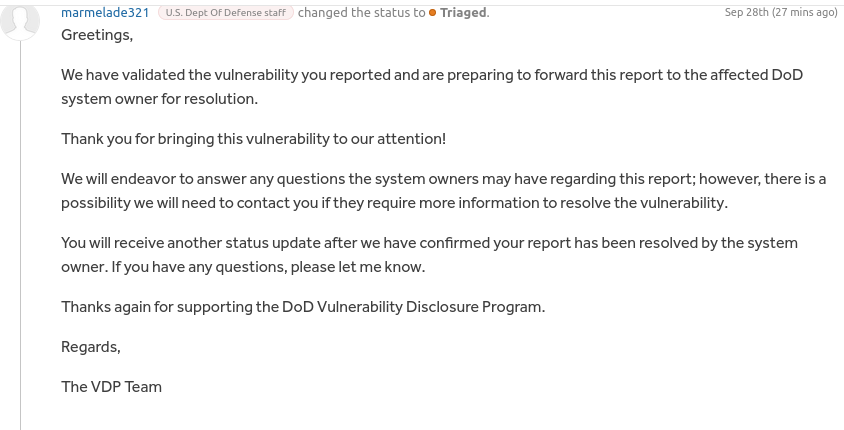 marmelade321 U.S. Dept Of Defense staff changed the status to Triaged. Sep 28th (27 mins ago)
Greetings,
We have validated the vulnerability you reported and are preparing to forward this report to the affected DoD
system owner for resolution.
Thank you for bringing this vulnerability to our attention!
We will endeavor to answer any questions the system owners may have regarding this report; however, there is a
possibility we will need to contact you if they require more information to resolve the vulnerability.
You will receive another status update after we have confirmed your report has been resolved by the system
owner. If you have any questions, please let me know.
Thanks again for supporting the DoD Vulnerability Disclosure Program.
Regards,
The VDP Team